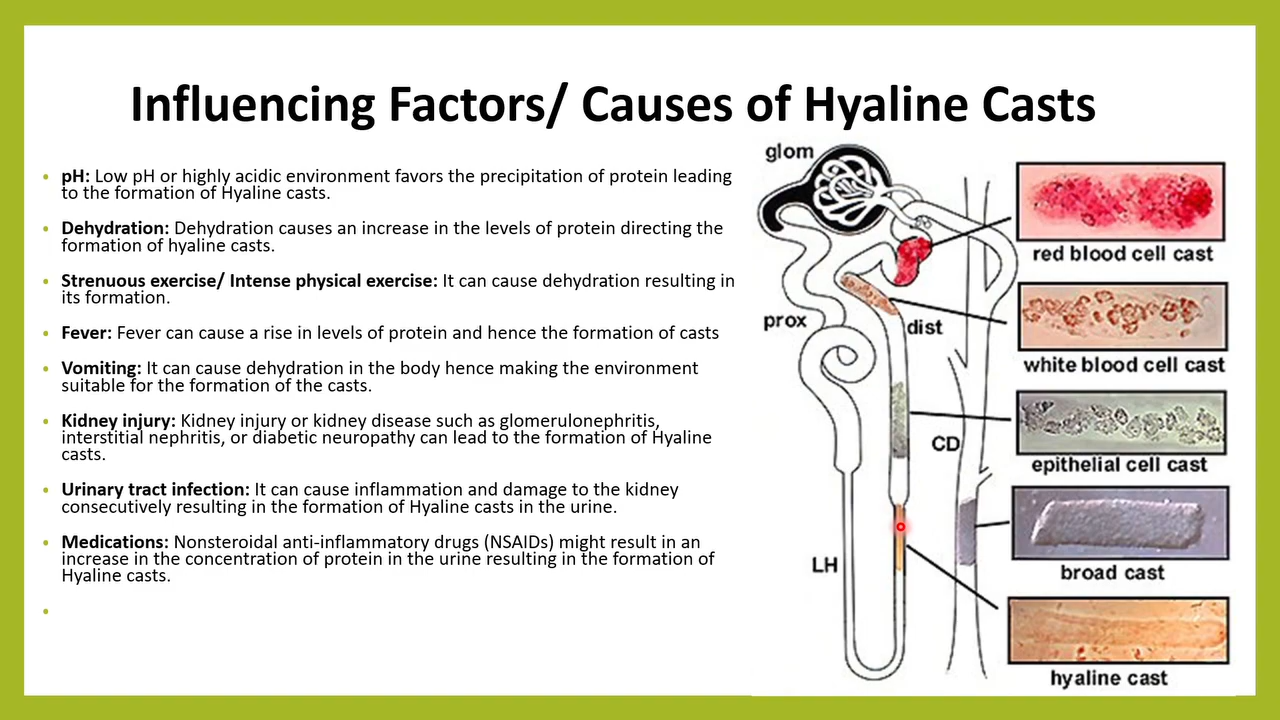 Influencing Factors/ Causes of Hyaline Casts
• pH: Low pH or highly acidic environment favors the precipitation of protein leading
to the formation of Hyaline casts.
• Dehydration: Dehydration causes an increase in the levels of protein directing the
formation of hyaline casts.
• Strenuous exercise/ Intense physical exercise: It can cause dehydration resulting in
its formation.
• Fever: Fever can cause a rise in levels of protein and hence the formation of casts
• Vomiting: It can cause dehydration in the body hence making the environment
suitable for the formation of the casts.
• Kidney injury: Kidney injury or kidney disease such as glomerulonephritis,
interstitial nephritis, or diabetic neuropathy can lead to the formation of Hyaline
casts.
• Urinary tract infection: It can cause inflammation and damage to the kidney
consecutively resulting in the formation of Hyaline casts in the urine.
• Medications: Nonsteroidal anti-inflammatory drugs (NSAIDs) might result in an
increase in the concentration of protein in the urine resulting in the formation of
Hyaline casts.
•
glom
red blood cell cast
prox
dist
white blood cell cast
CD
epithelial cell cast
LH
broad cast
hyaline cast